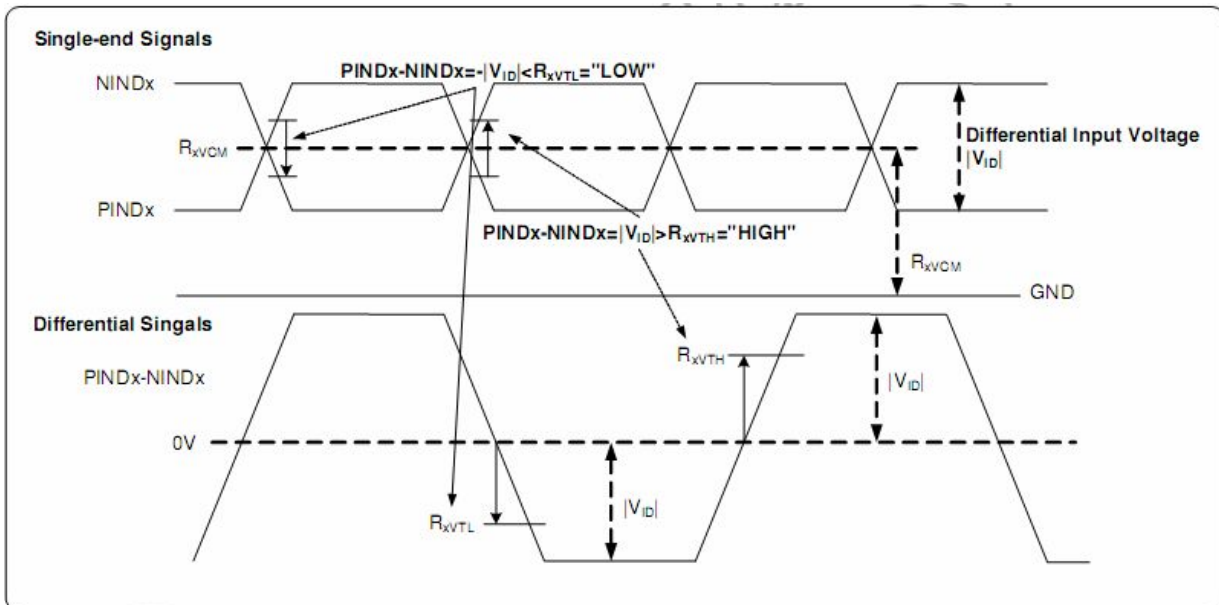 Single-end Signals
PINDx-NINDx=-|VID|<RxVTL="LOW"
NINDx
Differential Input Voltage
|VID|
RxVCM
PINDx
PINDx-NINDx=|VID|>RxVTH="HIGH"
RxVCM
GND
Differential Singals
RxVTH
PINDx-NINDx
|VID|
0V
|VID|
RxVTL